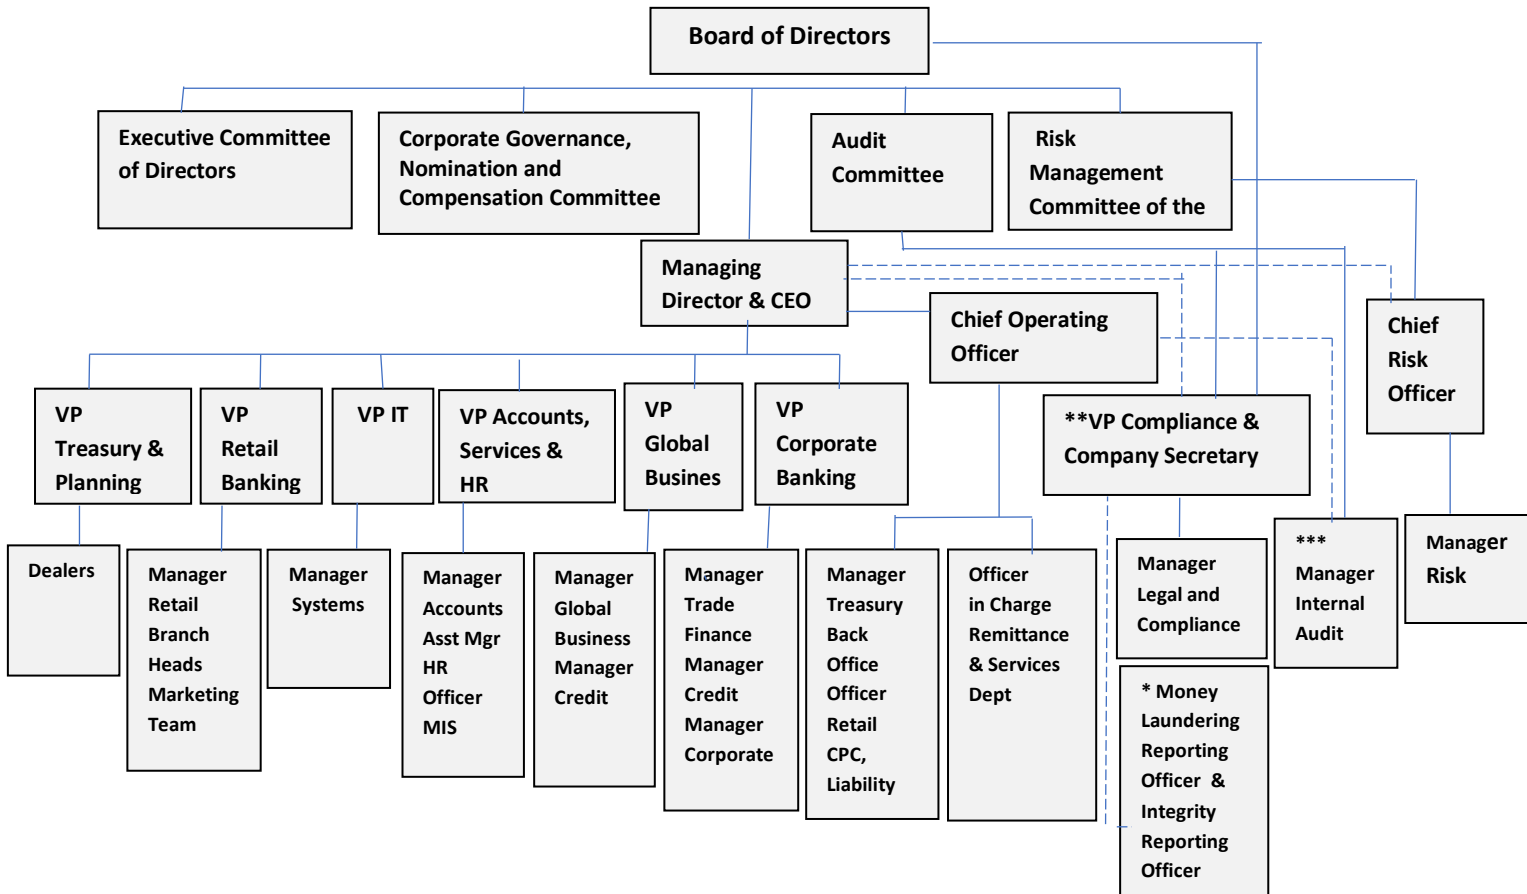 Board of Directors
Executive Committee
of Directors
Corporate Governance,
Nomination and
Compensation Committee
Audit
Committee
Risk
Management
Committee of the
Managing
Director & CEO
Chief Operating
Officer
Chief
Risk
Officer
VP
Treasury &
Planning
VP
Retail
Banking
VP IT
VP Accounts,
Services &
HR
VP
Global
Busines
VP
Corporate
Banking
**VP Compliance &
Company Secretary
Dealers
Manager
Retail
Branch
Heads
Marketing
Team
Manager
Systems
Manager
Accounts
Asst Mgr
HR
Officer
MIS
Manager
Global
Business
Manager
Credit
Manager
Trade
Finance
Manager
Credit
Manager
Corporate
Manager
Treasury
Back
Office
Officer
Retail
CPC,
Liability
Officer
in Charge
Remittance
& Services
Dept
Manager
Legal and
Compliance
***
Manager
Internal
Audit
Manager
Risk
* Money
Laundering
Reporting
Officer &
Integrity
Reporting
Officer